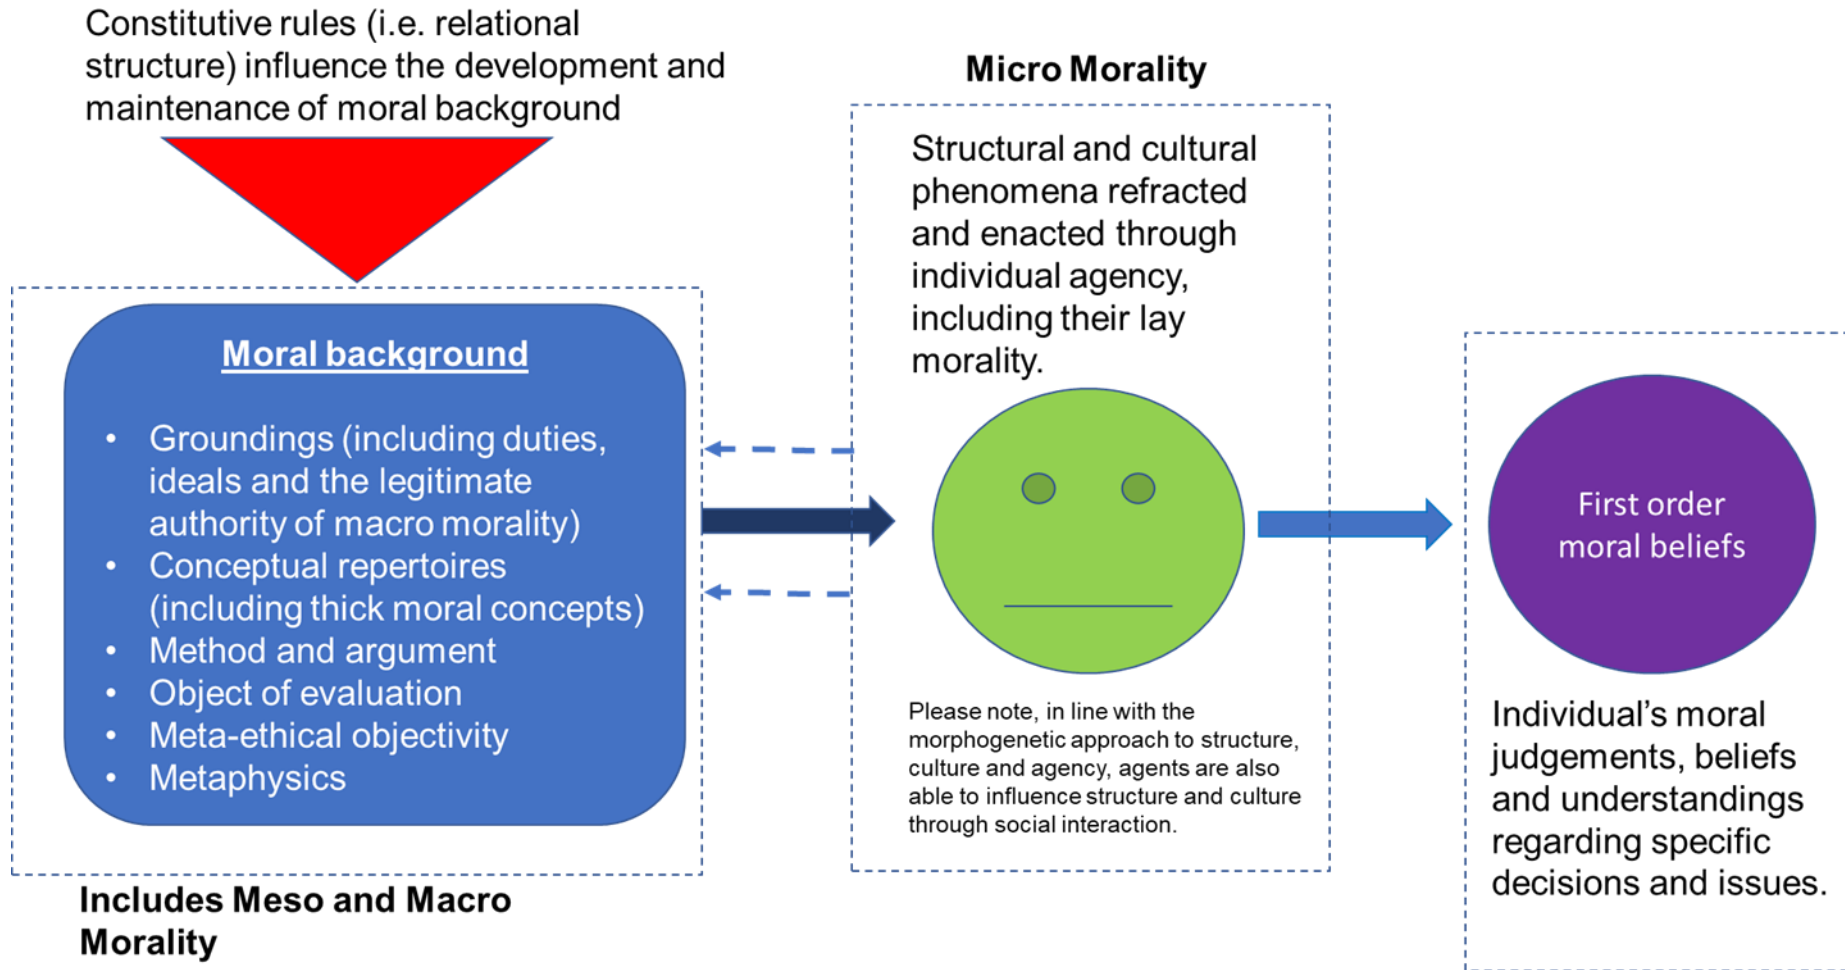 Constitutive rules (i.e. relational
structure) influence the development and
maintenance of moral background
Micro Morality
Structural and cultural
phenomena refracted
and enacted through
individual agency,
including their lay
morality.
Moral background
• Groundings (including duties,
ideals and the legitimate
authority of macro morality)
• Conceptual repertoires
(including thick moral concepts)
• Method and argument
• Object of evaluation
• Meta-ethical objectivity
• Metaphysics
Includes Meso and Macro
Morality
Please note, in line with the
morphogenetic approach to structure,
culture and agency, agents are also
able to influence structure and culture
through social interaction.
First order
moral beliefs
Individual’s moral
judgements, beliefs
and understandings
regarding specific
decisions and issues.